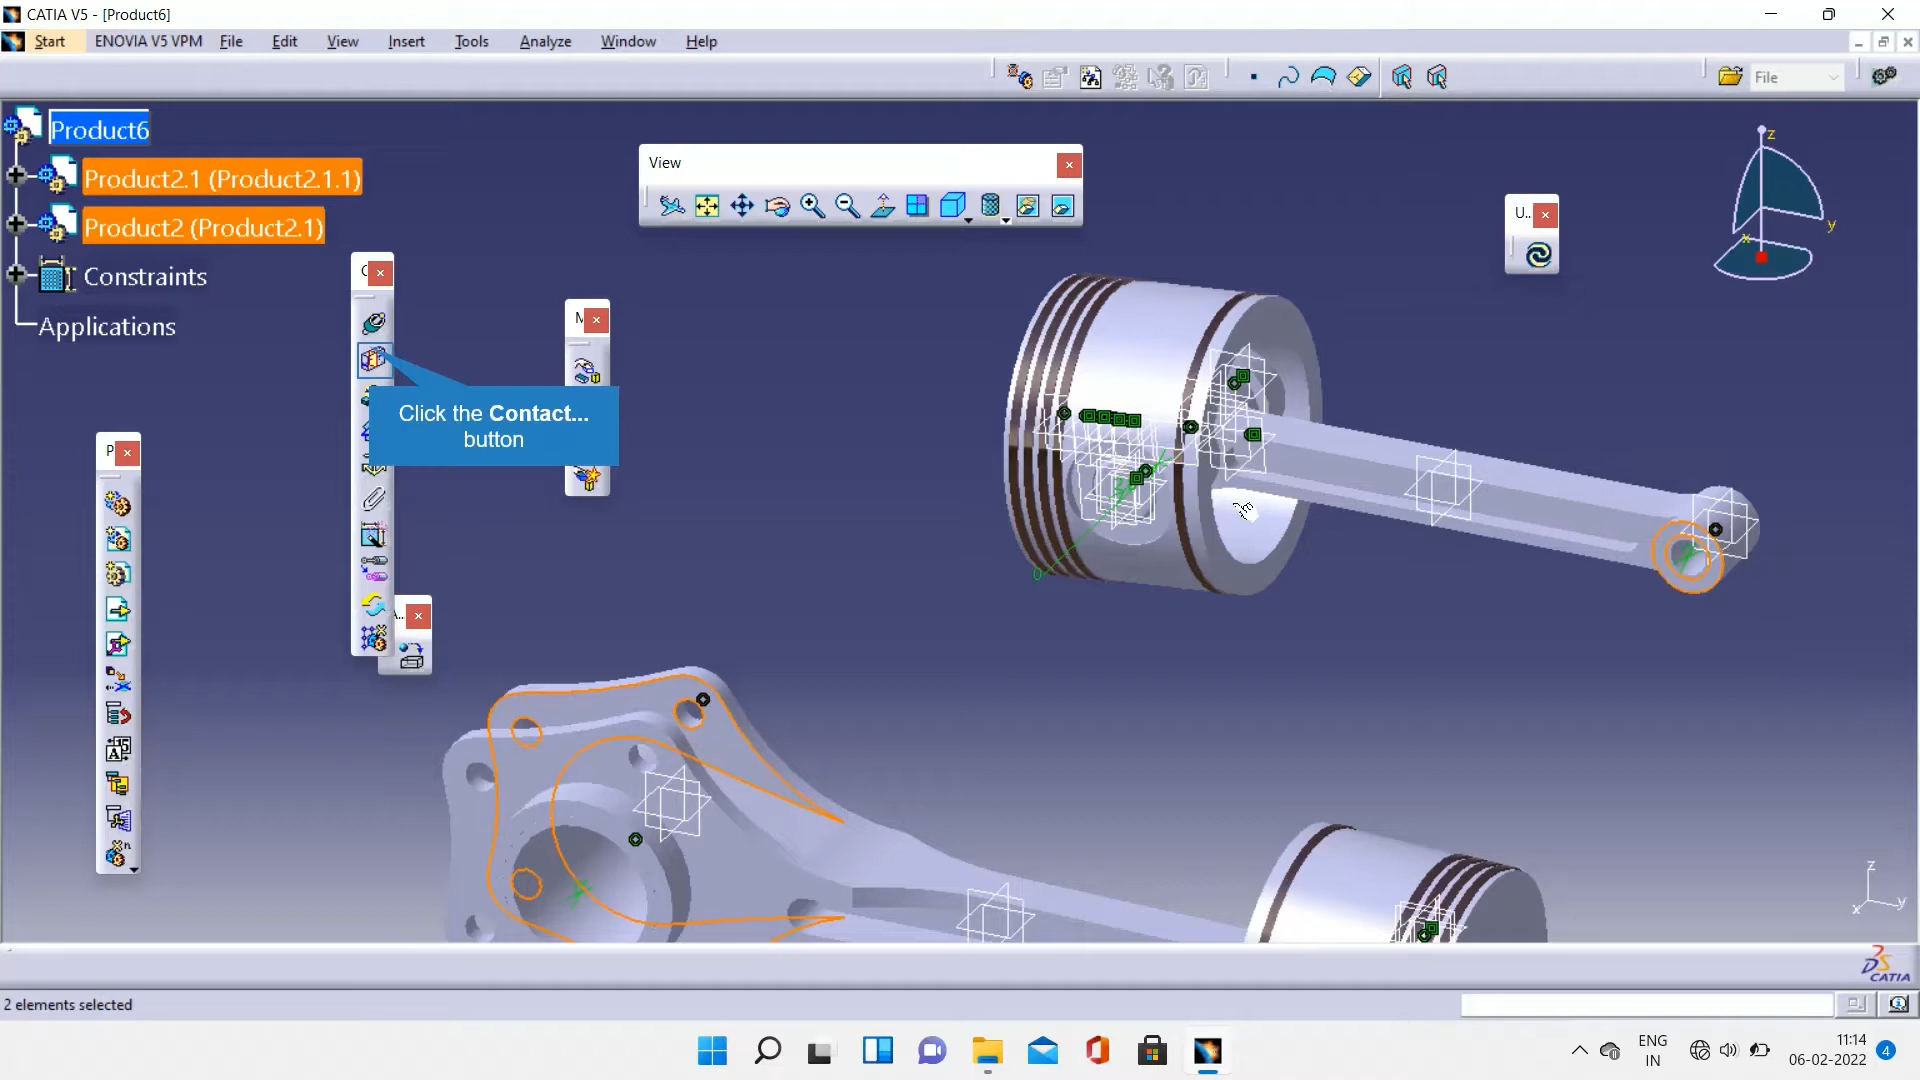 CATIA V5 - [Product6]
Start ENOVIA V5 VPM File Edit View Insert Tools Analyze Window Help
File
Product6
Product2.1 (Product2.1.1)
Product2 (Product2.1)
Constraints
Applications
View
U..
C
M
Click the Contact...
button
P
A..
z
y
x
0
z
y
x
CATIA
2 elements selected
ENG
IN
11:14
06-02-2022
4